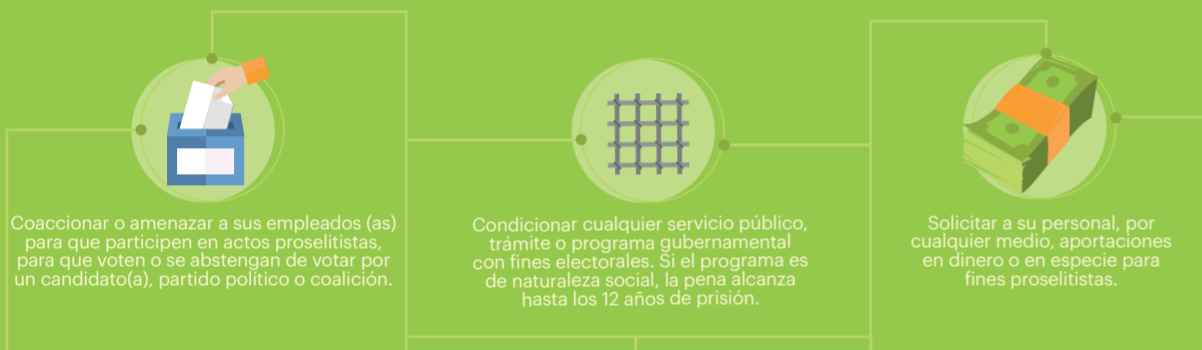 Coaccionar o amenazar a sus empleados (as)
para que participen en actos proselitistas,
para que voten o se abstengan de votar por
un candidato(a), partido político o coalición.
Condicionar cualquier servicio público,
trámite o programa gubernamental
con fines electorales. Si el programa es
de naturaleza social, la pena alcanza
hasta los 12 años de prisión.
Solicitar a su personal, por
cualquier medio, aportaciones
en dinero o en especie para
fines proselitistas.